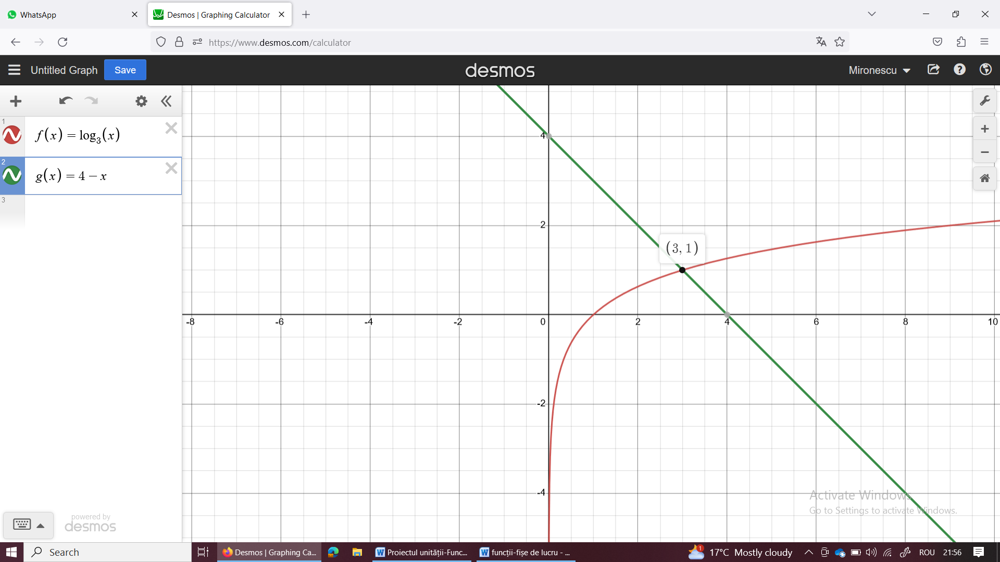 WhatsApp
Desmos | Graphing Calculator
https://www.desmos.com/calculator
Untitled Graph
Save
desmos
Mironescu
1
f(x) = log₃(x)
2
g(x) = 4 − x
3
4
2
(3, 1)
-8 -6 -4 -2 0 2 4 6 8 10
-2
-4
Activate Windows
Go to Settings to activate Windows.
powered by
desmos
Search
Desmos | Graphing Ca...
Proiectul unității-Func...
funcții-fișe de lucru - ...
1
17°C Mostly cloudy
ROU
21:56